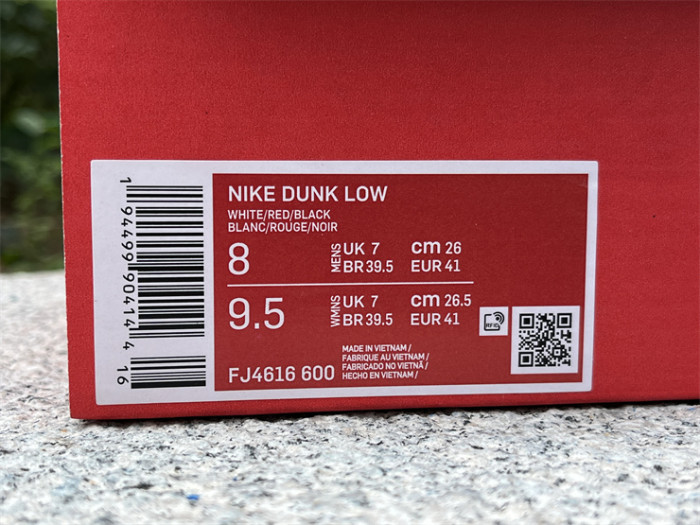 NIKE DUNK LOW
WHITE/RED/BLACK
BLANC/ROUGE/NOIR
8 MENS UK 7 cm 26
BR 39.5 EUR 41
9.5 WMNS UK 7 cm 26.5
BR 39.5 EUR 41
RFID
MADE IN VIETNAM /
FABRIQUE AU VIETNAM /
FABRICADO NO VIETNÃ /
HECHO EN VIETNAM /
FJ4616 600
1 94499 90414 4 16